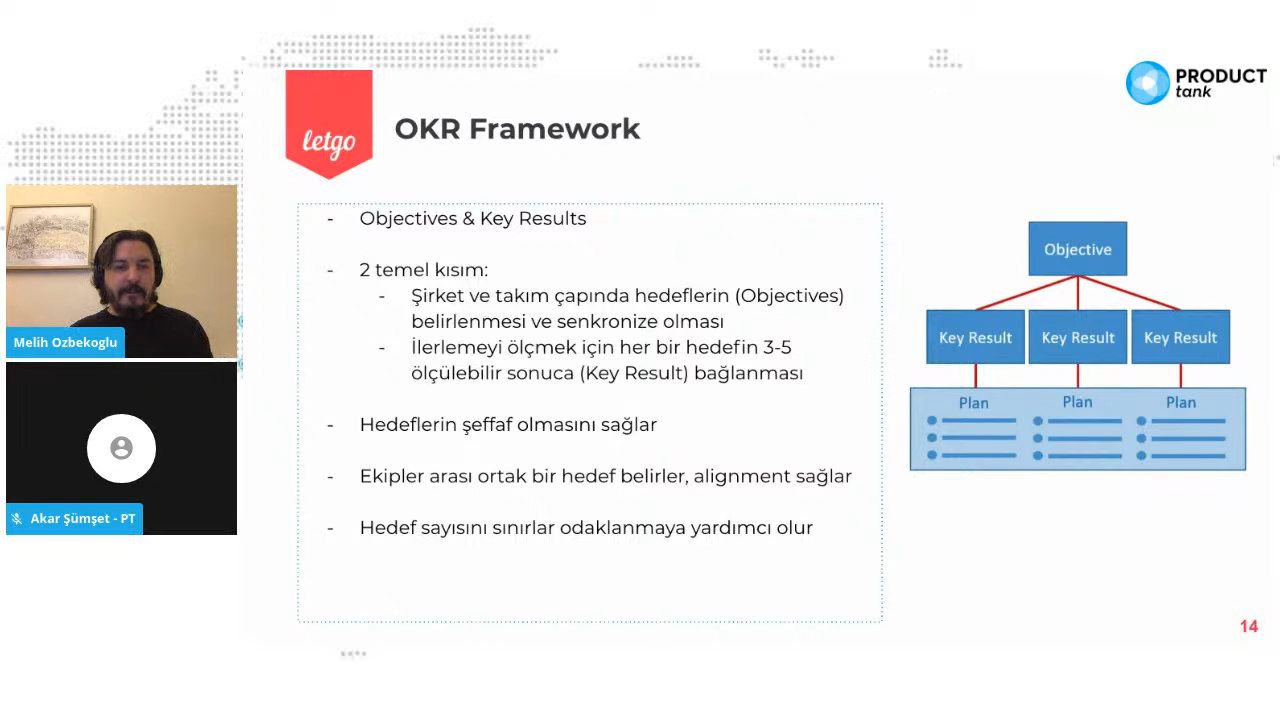 PRODUCT
tank
letgo
OKR Framework
- Objectives & Key Results
- 2 temel kısım:
- Şirket ve takım çapında hedeflerin (Objectives)
belirlenmesi ve senkronize olması
- İlerlemeyi ölçmek için her bir hedefin 3-5
ölçülebilir sonuca (Key Result) bağlanması
- Hedeflerin şeffaf olmasını sağlar
- Ekipler arası ortak bir hedef belirler, alignment sağlar
- Hedef sayısını sınırlar odaklanmaya yardımcı olur
Objective
Key Result
Key Result
Key Result
Plan
Plan
Plan
Melih Ozbekoglu
Akar Şümşet - PT
14